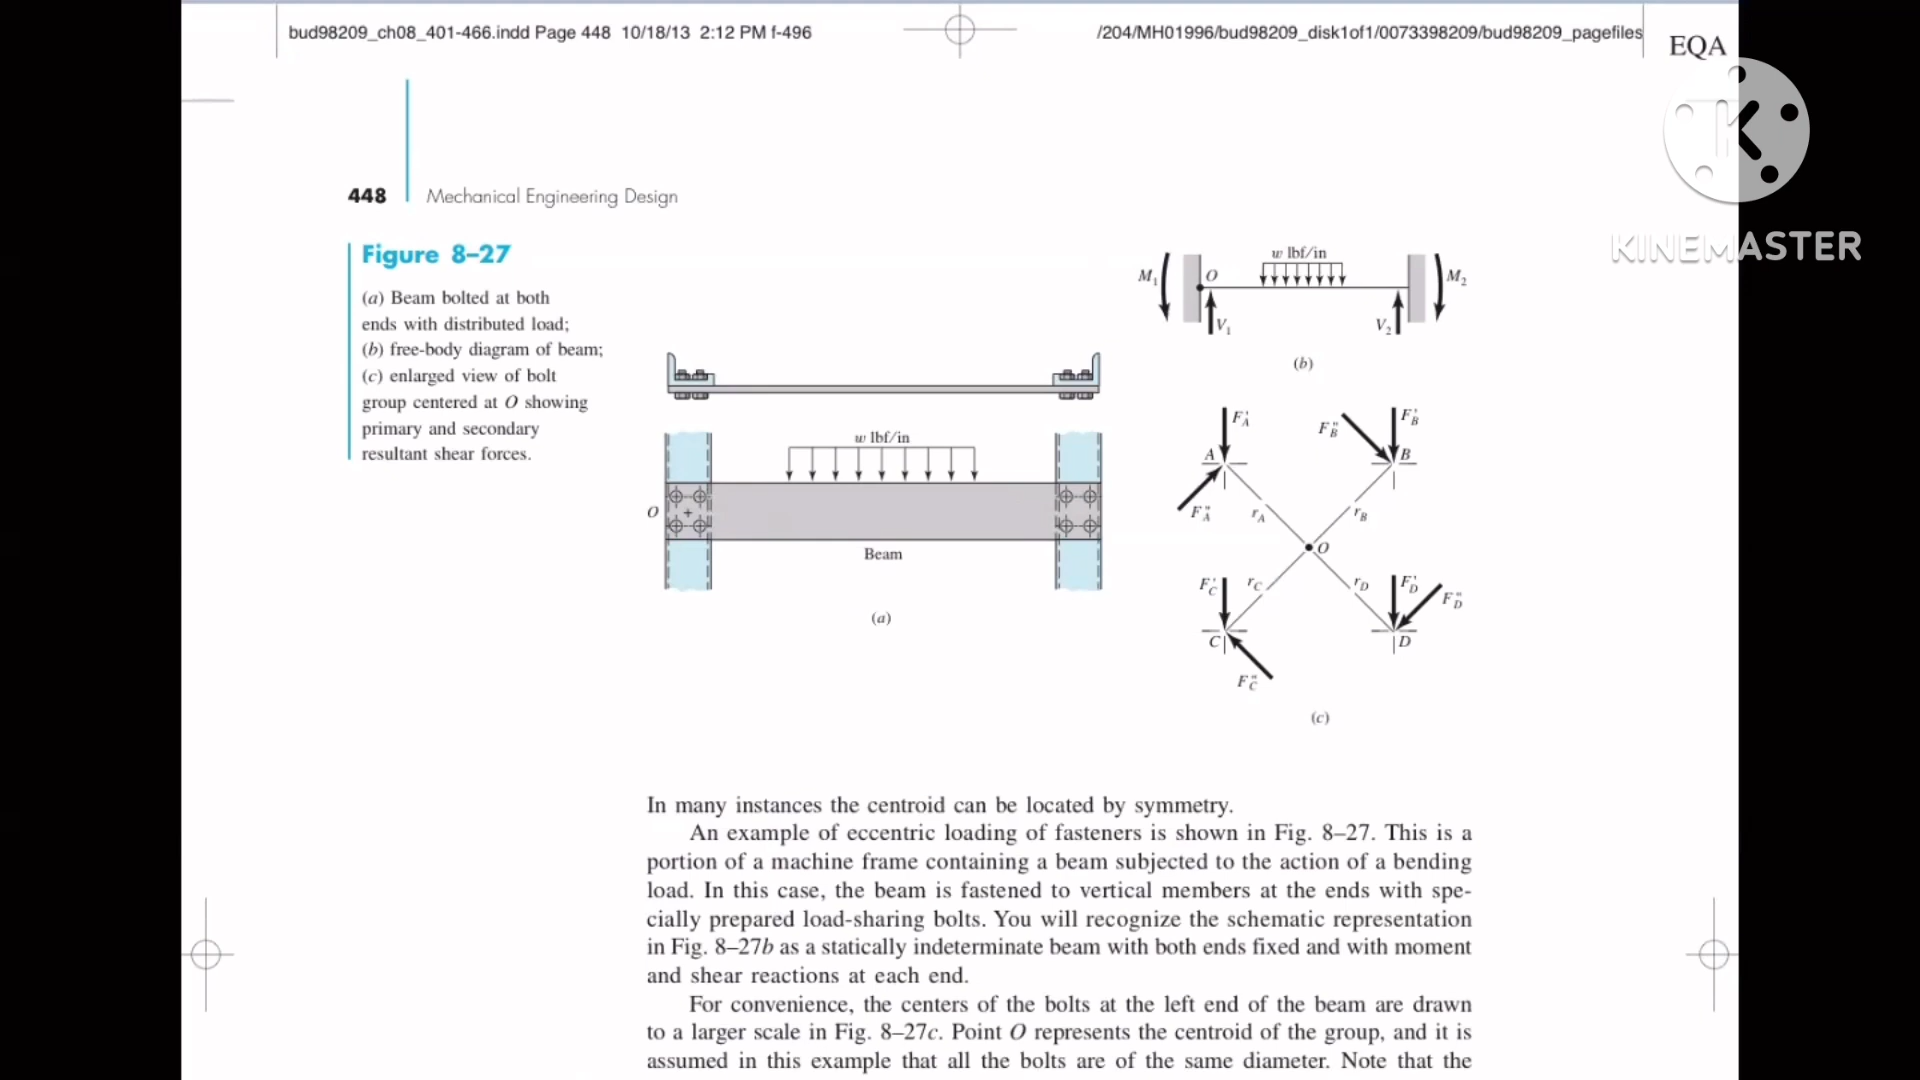 bud98209_ch08_401-466.indd Page 448 10/18/13 2:12 PM f-496
/204/MH01996/bud98209_disk1of1/0073398209/bud98209_pagefiles
EQA
KINEMASTER
448
Mechanical Engineering Design
Figure 8–27
(a) Beam bolted at both
ends with distributed load;
(b) free-body diagram of beam;
(c) enlarged view of bolt
group centered at O showing
primary and secondary
resultant shear forces.
w lbf/in
O
Beam
(a)
w lbf/in
M1
O
M2
V1
V2
(b)
F'A
F"B
F'B
A
B
F"A
rA
rB
O
F'C
rC
rD
F'D
F"D
C
D
F"C
(c)
In many instances the centroid can be located by symmetry.
An example of eccentric loading of fasteners is shown in Fig. 8–27. This is a
portion of a machine frame containing a beam subjected to the action of a bending
load. In this case, the beam is fastened to vertical members at the ends with spe-
cially prepared load-sharing bolts. You will recognize the schematic representation
in Fig. 8–27b as a statically indeterminate beam with both ends fixed and with moment
and shear reactions at each end.
For convenience, the centers of the bolts at the left end of the beam are drawn
to a larger scale in Fig. 8–27c. Point O represents the centroid of the group, and it is
assumed in this example that all the bolts are of the same diameter. Note that the